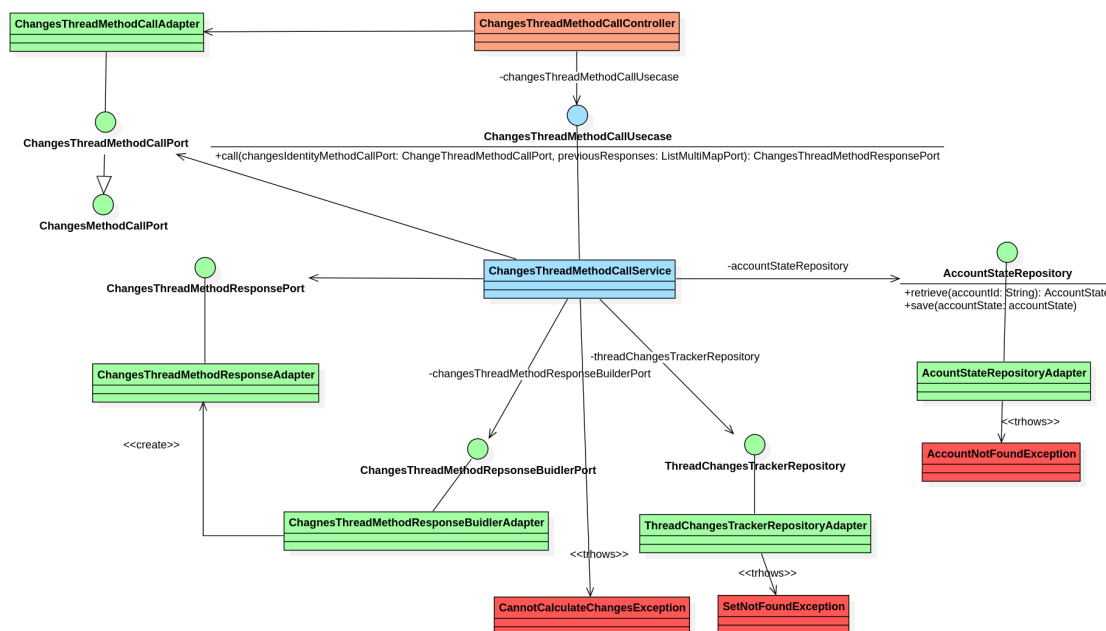 ChangesThreadMethodCallAdapter
ChangesThreadMethodCallController
-changesThreadMethodCallUsecase
ChangesThreadMethodCallPort
ChangesThreadMethodCallUsecase
+call(changesIdentityMethodCallPort: ChangeThreadMethodCallPort, previousResponses: ListMultiMapPort): ChangesThreadMethodResponsePort
ChangesMethodCallPort
ChangesThreadMethodCallService
-accountStateRepository
AccountStateRepository
+retrieve(accountId: String): AccountState
+save(accountState: accountState)
ChangesThreadMethodResponsePort
-threadChangesTrackerRepository
ChangesThreadMethodResponseAdapter
-changesThreadMethodResponseBuilderPort
AcountStateRepositoryAdapter
<<trhows>>
<<create>>
AccountNotFoundException
ChangesThreadMethodRepsonseBuidlerPort
ThreadChangesTrackerRepository
ChagnesThreadMethodResponseBuidlerAdapter
ThreadChangesTrackerRepositoryAdapter
<<trhows>>
<<trhows>>
CannotCalculateChangesException
SetNotFoundException